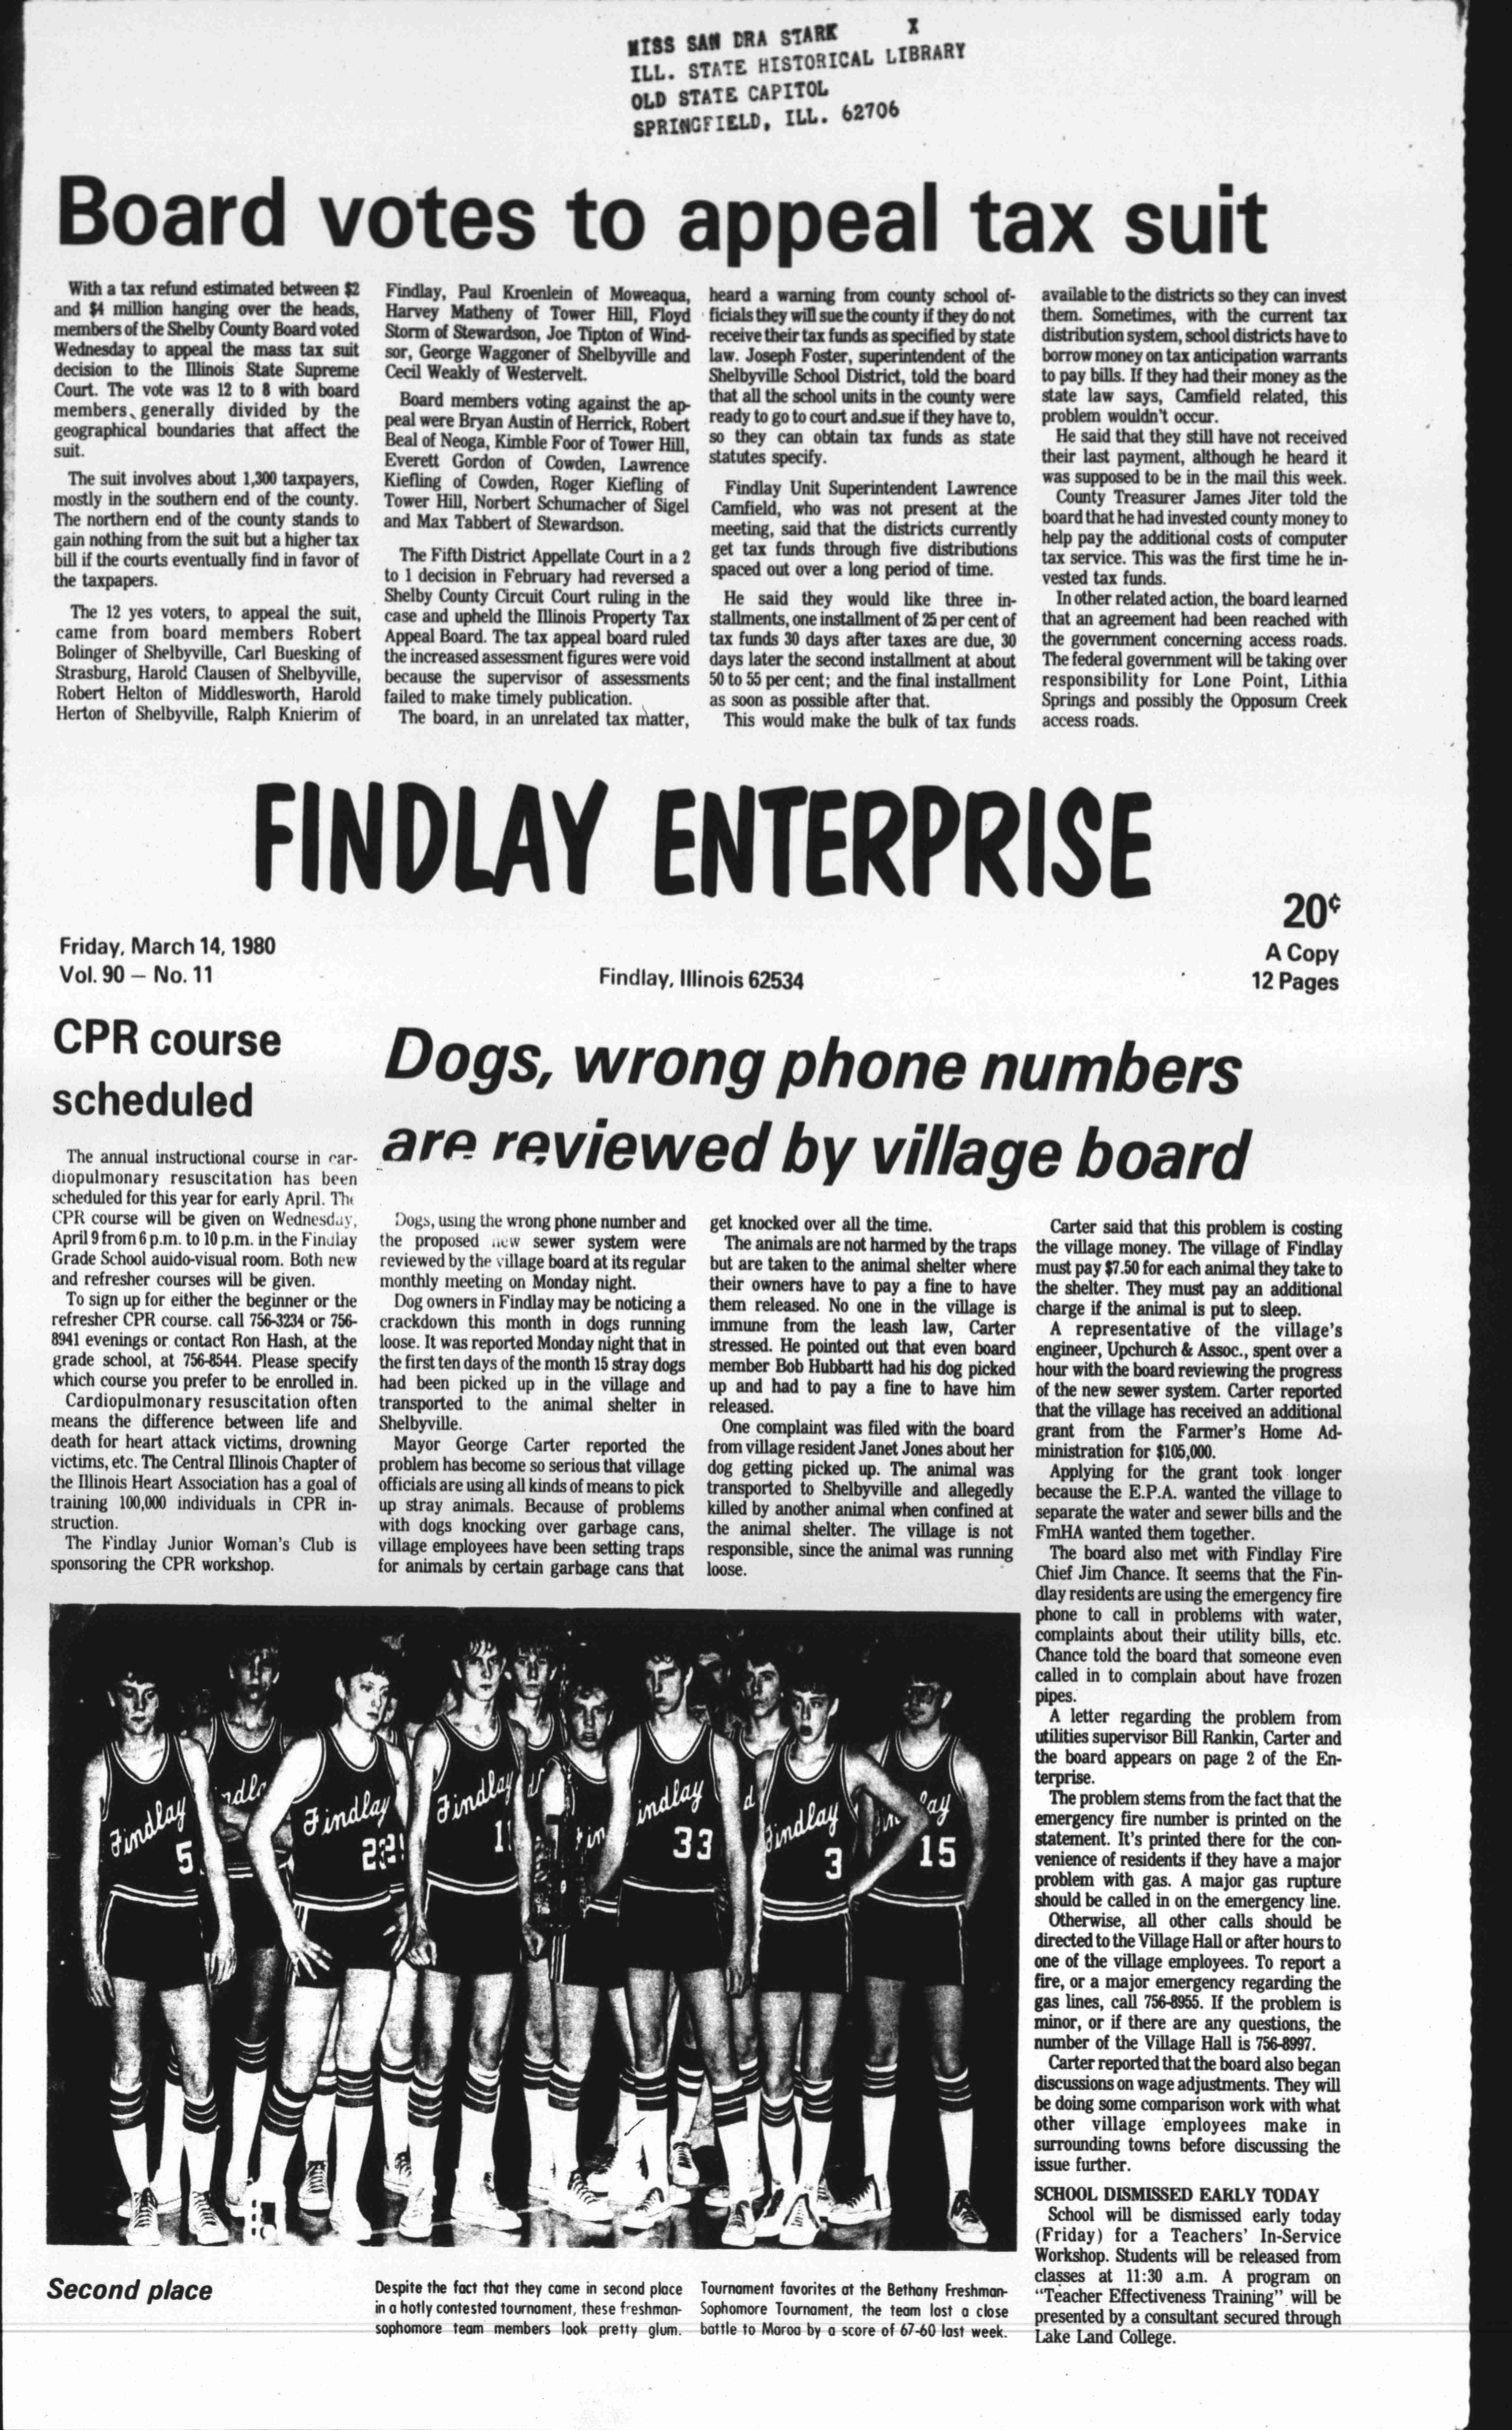 MISS SAN DRA STARK X
ILL. STATE HISTORICAL LIBRARY
OLD STATE CAPITOL
SPRINGFIELD, ILL. 62706
Board votes to appeal tax suit
With a tax refund estimated between $2
and $4 million hanging over the heads,
members of the Shelby County Board voted
Wednesday to appeal the mass tax suit
decision to the Illinois State Supreme
Court. The vote was 12 to 8 with board
members generally divided by the
geographical boundaries that affect the
suit.
The suit involves about 1,300 taxpayers,
mostly in the southern end of the county.
The northern end of the county stands to
gain nothing from the suit but a higher tax
bill if the courts eventually find in favor of
the taxpapers.
The 12 yes voters, to appeal the suit,
came from board members Robert
Bolinger of Shelbyville, Carl Buesking of
Strasburg, Harold Clausen of Shelbyville,
Robert Helton of Middlesworth, Harold
Herton of Shelbyville, Ralph Knierim of
Findlay, Paul Kroenlein of Moweaqua,
Harvey Matheny of Tower Hill, Floyd
Storm of Stewardson, Joe Tipton of Wind-
sor, George Waggoner of Shelbyville and
Cecil Weakly of Westervelt.
Board members voting against the ap-
peal were Bryan Austin of Herrick, Robert
Beal of Neoga, Kimble Foor of Tower Hill,
Everett Gordon of Cowden, Lawrence
Kiefling of Cowden, Roger Kiefling of
Tower Hill, Norbert Schumacher of Sigel
and Max Tabbert of Stewardson.
The Fifth District Appellate Court in a 2
to 1 decision in February had reversed a
Shelby County Circuit Court ruling in the
case and upheld the Illinois Property Tax
Appeal Board. The tax appeal board ruled
the increased assessment figures were void
because the supervisor of assessments
failed to make timely publication.
The board, in an unrelated tax matter,
heard a warning from county school of-
ficials they will sue the county if they do not
receive their tax funds as specified by state
law. Joseph Foster, superintendent of the
Shelbyville School District, told the board
that all the school units in the county were
ready to go to court and.sue if they have to,
so they can obtain tax funds as state
statutes specify.
Findlay Unit Superintendent Lawrence
Camfield, who was not present at the
meeting, said that the districts currently
get tax funds through five distributions
spaced out over a long period of time.
He said they would like three in-
stallments, one installment of 25 per cent of
tax funds 30 days after taxes are due, 30
days later the second installment at about
50 to 55 per cent; and the final installment
as soon as possible after that.
This would make the bulk of tax funds
available to the districts so they can invest
them. Sometimes, with the current tax
distribution system, school districts have to
borrow money on tax anticipation warrants
to pay bills. If they had their money as the
state law says, Camfield related, this
problem wouldn't occur.
He said that they still have not received
their last payment, although he heard it
was supposed to be in the mail this week.
County Treasurer James Jiter told the
board that he had invested county money to
help pay the additional costs of computer
tax service. This was the first time he in-
vested tax funds.
In other related action, the board learned
that an agreement had been reached with
the government concerning access roads.
The federal government will be taking over
responsibility for Lone Point, Lithia
Springs and possibly the Opposum Creek
access roads.
FINDLAY ENTERPRISE
20¢
A Copy
12 Pages
Friday, March 14, 1980
Vol. 90 — No. 11
Findlay, Illinois 62534
CPR course
scheduled
The annual instructional course in car-
diopulmonary resuscitation has been
scheduled for this year for early April. The
CPR course will be given on Wednesday,
April 9 from 6 p.m. to 10 p.m. in the Findlay
Grade School auido-visual room. Both new
and refresher courses will be given.
To sign up for either the beginner or the
refresher CPR course. call 756-3234 or 756-
8941 evenings or contact Ron Hash, at the
grade school, at 756-8544. Please specify
which course you prefer to be enrolled in.
Cardiopulmonary resuscitation often
means the difference between life and
death for heart attack victims, drowning
victims, etc. The Central Illinois Chapter of
the Illinois Heart Association has a goal of
training 100,000 individuals in CPR in-
struction.
The Findlay Junior Woman's Club is
sponsoring the CPR workshop.
Dogs, wrong phone numbers
are reviewed by village board
Dogs, using the wrong phone number and
the proposed new sewer system were
reviewed by the village board at its regular
monthly meeting on Monday night.
Dog owners in Findlay may be noticing a
crackdown this month in dogs running
loose. It was reported Monday night that in
the first ten days of the month 15 stray dogs
had been picked up in the village and
transported to the animal shelter in
Shelbyville.
Mayor George Carter reported the
problem has become so serious that village
officials are using all kinds of means to pick
up stray animals. Because of problems
with dogs knocking over garbage cans,
village employees have been setting traps
for animals by certain garbage cans that
get knocked over all the time.
The animals are not harmed by the traps
but are taken to the animal shelter where
their owners have to pay a fine to have
them released. No one in the village is
immune from the leash law, Carter
stressed. He pointed out that even board
member Bob Hubbartt had his dog picked
up and had to pay a fine to have him
released.
One complaint was filed with the board
from village resident Janet Jones about her
dog getting picked up. The animal was
transported to Shelbyville and allegedly
killed by another animal when confined at
the animal shelter. The village is not
responsible, since the animal was running
loose.
Carter said that this problem is costing
the village money. The village of Findlay
must pay $7.50 for each animal they take to
the shelter. They must pay an additional
charge if the animal is put to sleep.
A representative of the village's
engineer, Upchurch & Assoc., spent over a
hour with the board reviewing the progress
of the new sewer system. Carter reported
that the village has received an additional
grant from the Farmer's Home Ad-
ministration for $105,000.
Applying for the grant took longer
because the E.P.A. wanted the village to
separate the water and sewer bills and the
FmHA wanted them together.
The board also met with Findlay Fire
Chief Jim Chance. It seems that the Fin-
dlay residents are using the emergency fire
phone to call in problems with water,
complaints about their utility bills, etc.
Chance told the board that someone even
called in to complain about have frozen
pipes.
A letter regarding the problem from
utilities supervisor Bill Rankin, Carter and
the board appears on page 2 of the En-
terprise.
The problem stems from the fact that the
emergency fire number is printed on the
statement. It's printed there for the con-
venience of residents if they have a major
problem with gas. A major gas rupture
should be called in on the emergency line.
Otherwise, all other calls should be
directed to the Village Hall or after hours to
one of the village employees. To report a
fire, or a major emergency regarding the
gas lines, call 756-8955. If the problem is
minor, or if there are any questions, the
number of the Village Hall is 756-8997.
Carter reported that the board also began
discussions on wage adjustments. They will
be doing some comparison work with what
other village employees make in
surrounding towns before discussing the
issue further.
SCHOOL DISMISSED EARLY TODAY
School will be dismissed early today
(Friday) for a Teachers' In-Service
Workshop. Students will be released from
classes at 11:30 a.m. A program on
"Teacher Effectiveness Training" will be
presented by a consultant secured through
Lake Land College.
Findlay 5
ndla
Findlay 22
Findlay 11
indlay 33
Findlay 3
lay 15
Second place
Despite the fact that they came in second place
in a hotly contested tournament, these freshman-
sophomore team members look pretty glum.
Tournament favorites at the Bethany Freshman-
Sophomore Tournament, the team lost a close
battle to Maroa by a score of 67-60 last week.